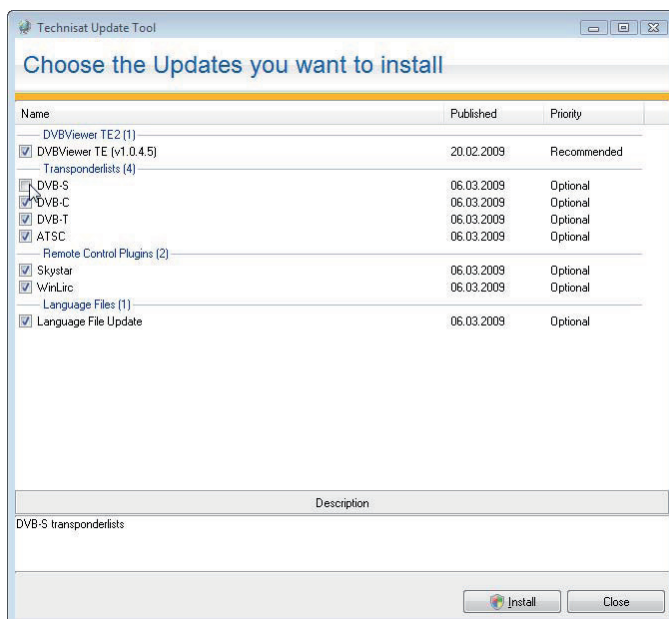 Technisat Update Tool
Choose the Updates you want to install
Name Published Priority
DVBViewer TE2 (1)
DVBViewer TE (v1.0.4.5) 20.02.2009 Recommended
Transponderlists (4)
DVB-S 06.03.2009 Optional
DVB-C 06.03.2009 Optional
DVB-T 06.03.2009 Optional
ATSC 06.03.2009 Optional
Remote Control Plugins (2)
Skystar 06.03.2009 Optional
WinLirc 06.03.2009 Optional
Language Files (1)
Language File Update 06.03.2009 Optional
Description
DVB-S transponderlists
Install Close